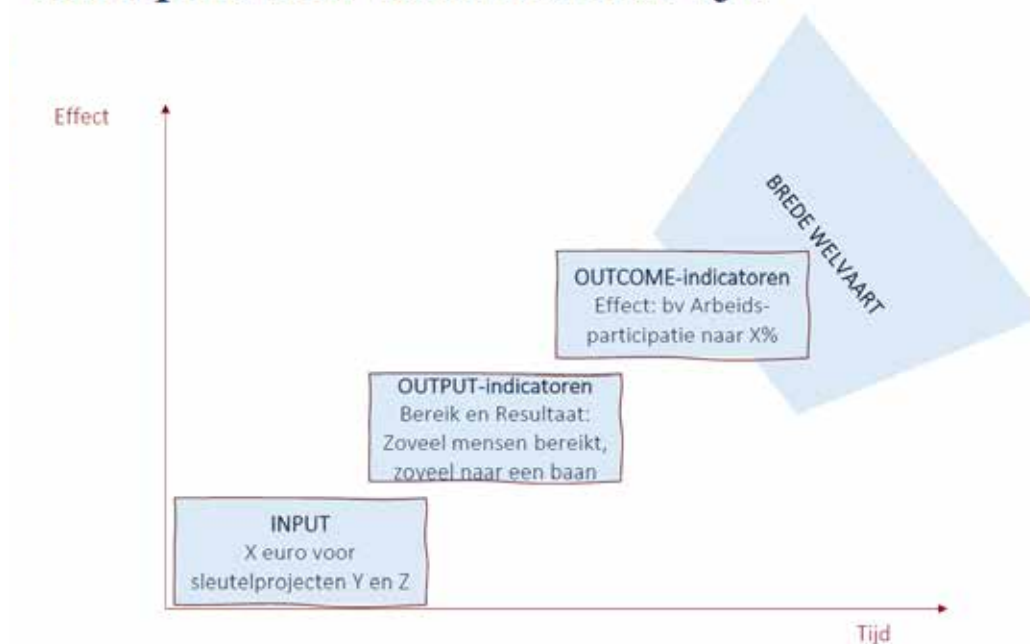 Effect
BREDE WELVAART
OUTCOME-indicatoren
Effect: bv Arbeids-
participatie naar X%
OUTPUT-indicatoren
Bereik en Resultaat:
Zoveel mensen bereikt,
zoveel naar een baan
INPUT
X euro voor
sleutelprojecten Y en Z
Tijd